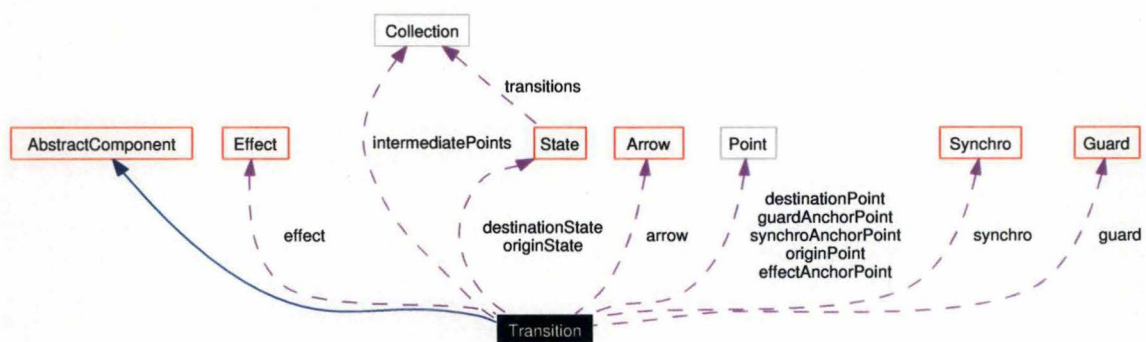 Collection
transitions
AbstractComponent
Effect
intermediatePoints
State
Arrow
Point
Synchro
Guard
effect
destinationState
originState
arrow
destinationPoint
guardAnchorPoint
synchroAnchorPoint
originPoint
effectAnchorPoint
synchro
guard
Transition